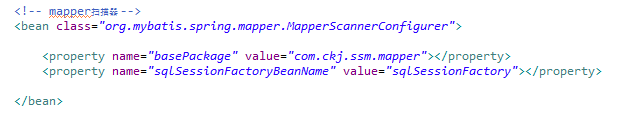 <!-- mapper扫描器 -->
<bean class="org.mybatis.spring.mapper.MapperScannerConfigurer">
<property name="basePackage" value="com.ckj.ssm.mapper"></property>
<property name="sqlSessionFactoryBeanName" value="sqlSessionFactory"></property>
</bean>